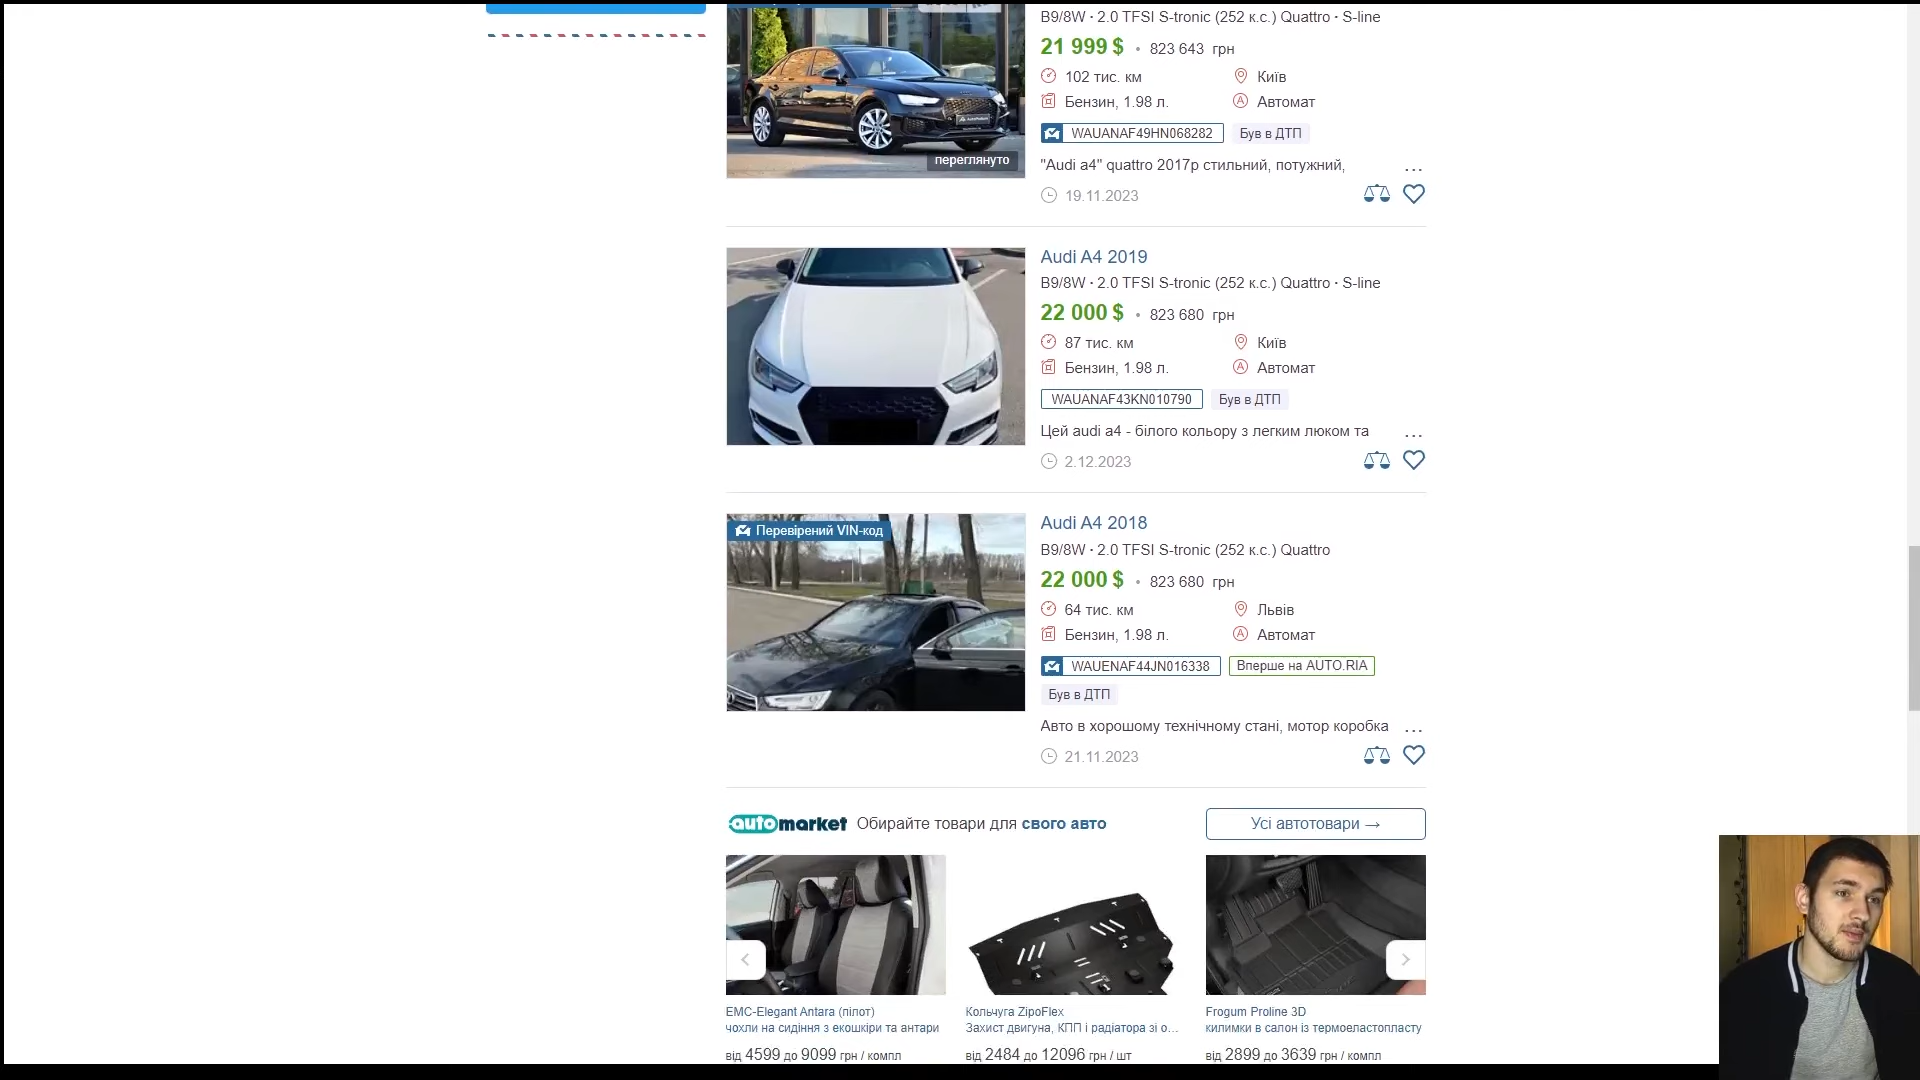 B9/8W · 2.0 TFSI S-tronic (252 к.с.) Quattro · S-line
21 999 $ • 823 643 грн
102 тис. км Київ
Бензин, 1.98 л. Автомат
WAUANAF49HN068282 Був в ДТП
переглянуто
"Audi a4" quattro 2017р стильний, потужний, ...
19.11.2023
Audi A4 2019
B9/8W · 2.0 TFSI S-tronic (252 к.с.) Quattro · S-line
22 000 $ • 823 680 грн
87 тис. км Київ
Бензин, 1.98 л. Автомат
WAUANAF43KN010790 Був в ДТП
Цей audi a4 - білого кольору з легким люком та ...
2.12.2023
Перевірений VIN-код
Audi A4 2018
B9/8W · 2.0 TFSI S-tronic (252 к.с.) Quattro
22 000 $ • 823 680 грн
64 тис. км Львів
Бензин, 1.98 л. Автомат
WAUENAF44JN016338 Вперше на AUTO.RIA
Був в ДТП
Авто в хорошому технічному стані, мотор коробка ...
21.11.2023
automarket Обирайте товари для свого авто Усі автотовари →
EMC-Elegant Antara (пілот)
чохли на сидіння з екошкіри та антари
від 4599 до 9099 грн / компл
Кольчуга ZipoFlex
Захист двигуна, КПП і радіатора зі о...
від 2484 до 12096 грн / шт
Frogum Proline 3D
килимки в салон із термоеластопласту
від 2899 до 3639 грн / компл